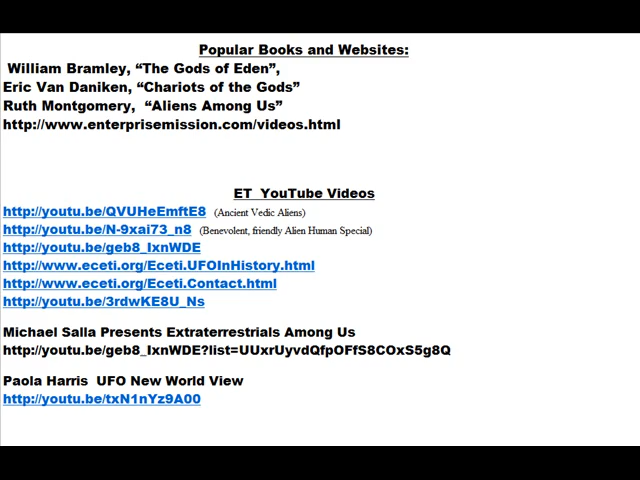 Popular Books and Websites:
William Bramley, “The Gods of Eden”,
Eric Van Daniken, “Chariots of the Gods”
Ruth Montgomery, “Aliens Among Us”
http://www.enterprisemission.com/videos.html
ET YouTube Videos
http://youtu.be/QVUHeEmftE8 (Ancient Vedic Aliens)
http://youtu.be/N-9xai73_n8 (Benevolent, friendly Alien Human Special)
http://youtu.be/geb8_IxnWDE
http://www.eceti.org/Eceti.UFOInHistory.html
http://www.eceti.org/Eceti.Contact.html
http://youtu.be/3rdwKE8U_Ns
Michael Salla Presents Extraterrestrials Among Us
http://youtu.be/geb8_IxnWDE?list=UUxrUyvdQfpOFfS8COxS5g8Q
Paola Harris UFO New World View
http://youtu.be/txN1nYz9A00